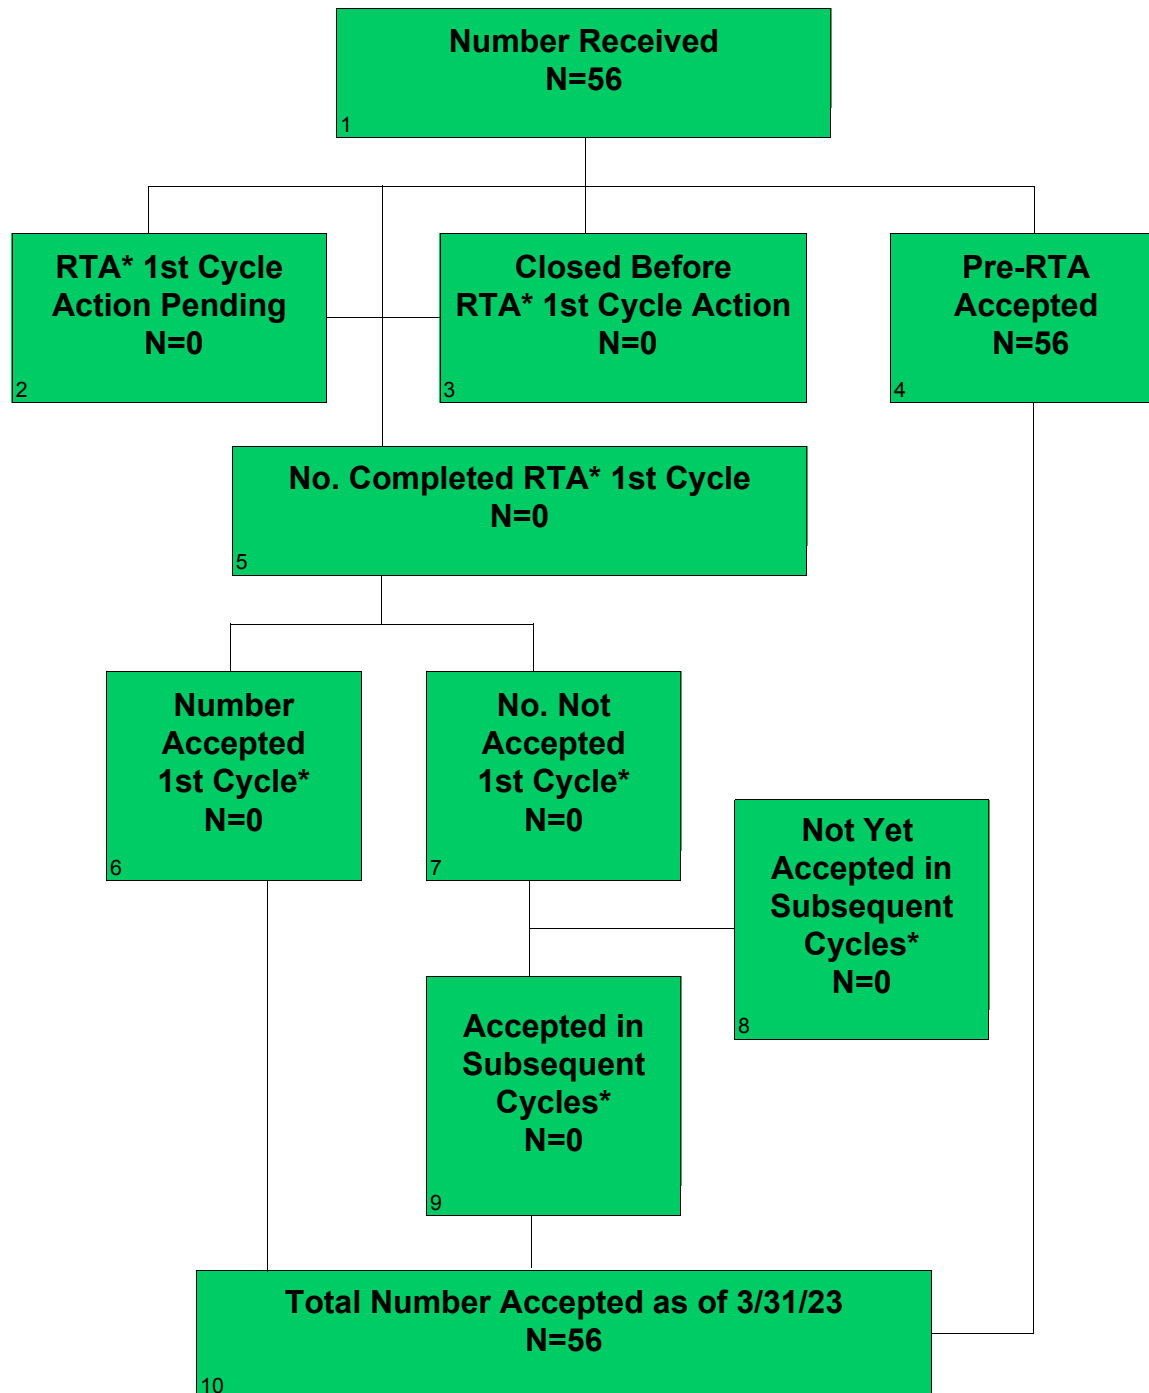 Number Received
N=56
1
RTA* 1st Cycle
Action Pending
N=0
2
Closed Before
RTA* 1st Cycle Action
N=0
3
Pre-RTA
Accepted
N=56
4
No. Completed RTA* 1st Cycle
N=0
5
Number
Accepted
1st Cycle*
N=0
6
No. Not
Accepted
1st Cycle*
N=0
7
Not Yet
Accepted in
Subsequent
Cycles*
N=0
8
Accepted in
Subsequent
Cycles*
N=0
9
Total Number Accepted as of 3/31/23
N=56
10